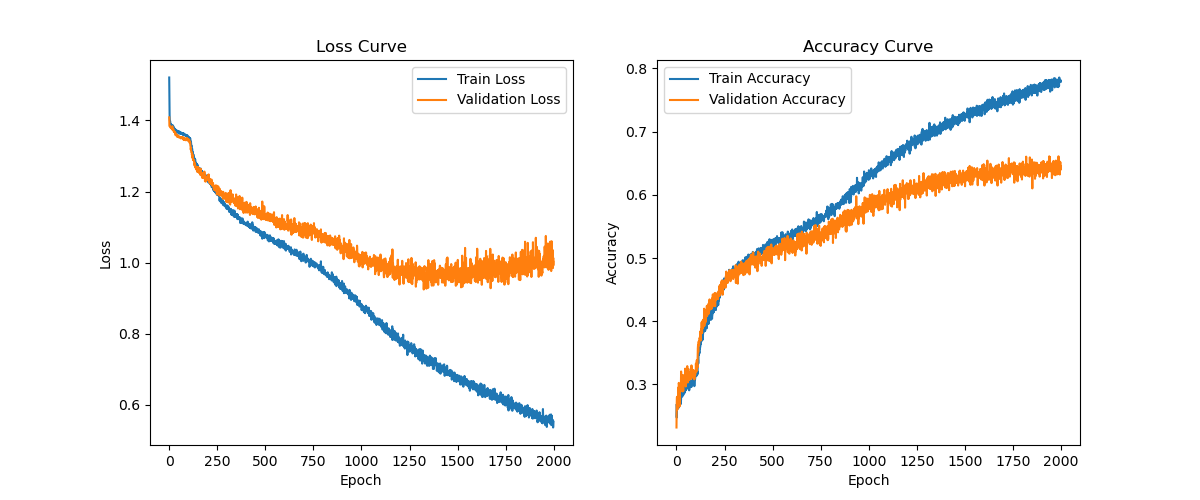 Loss Curve
Train Loss
Validation Loss
1.4
1.2
1.0
0.8
0.6
Loss
0 250 500 750 1000 1250 1500 1750 2000
Epoch
Accuracy Curve
Train Accuracy
Validation Accuracy
0.8
0.7
0.6
0.5
0.4
0.3
Accuracy
0 250 500 750 1000 1250 1500 1750 2000
Epoch